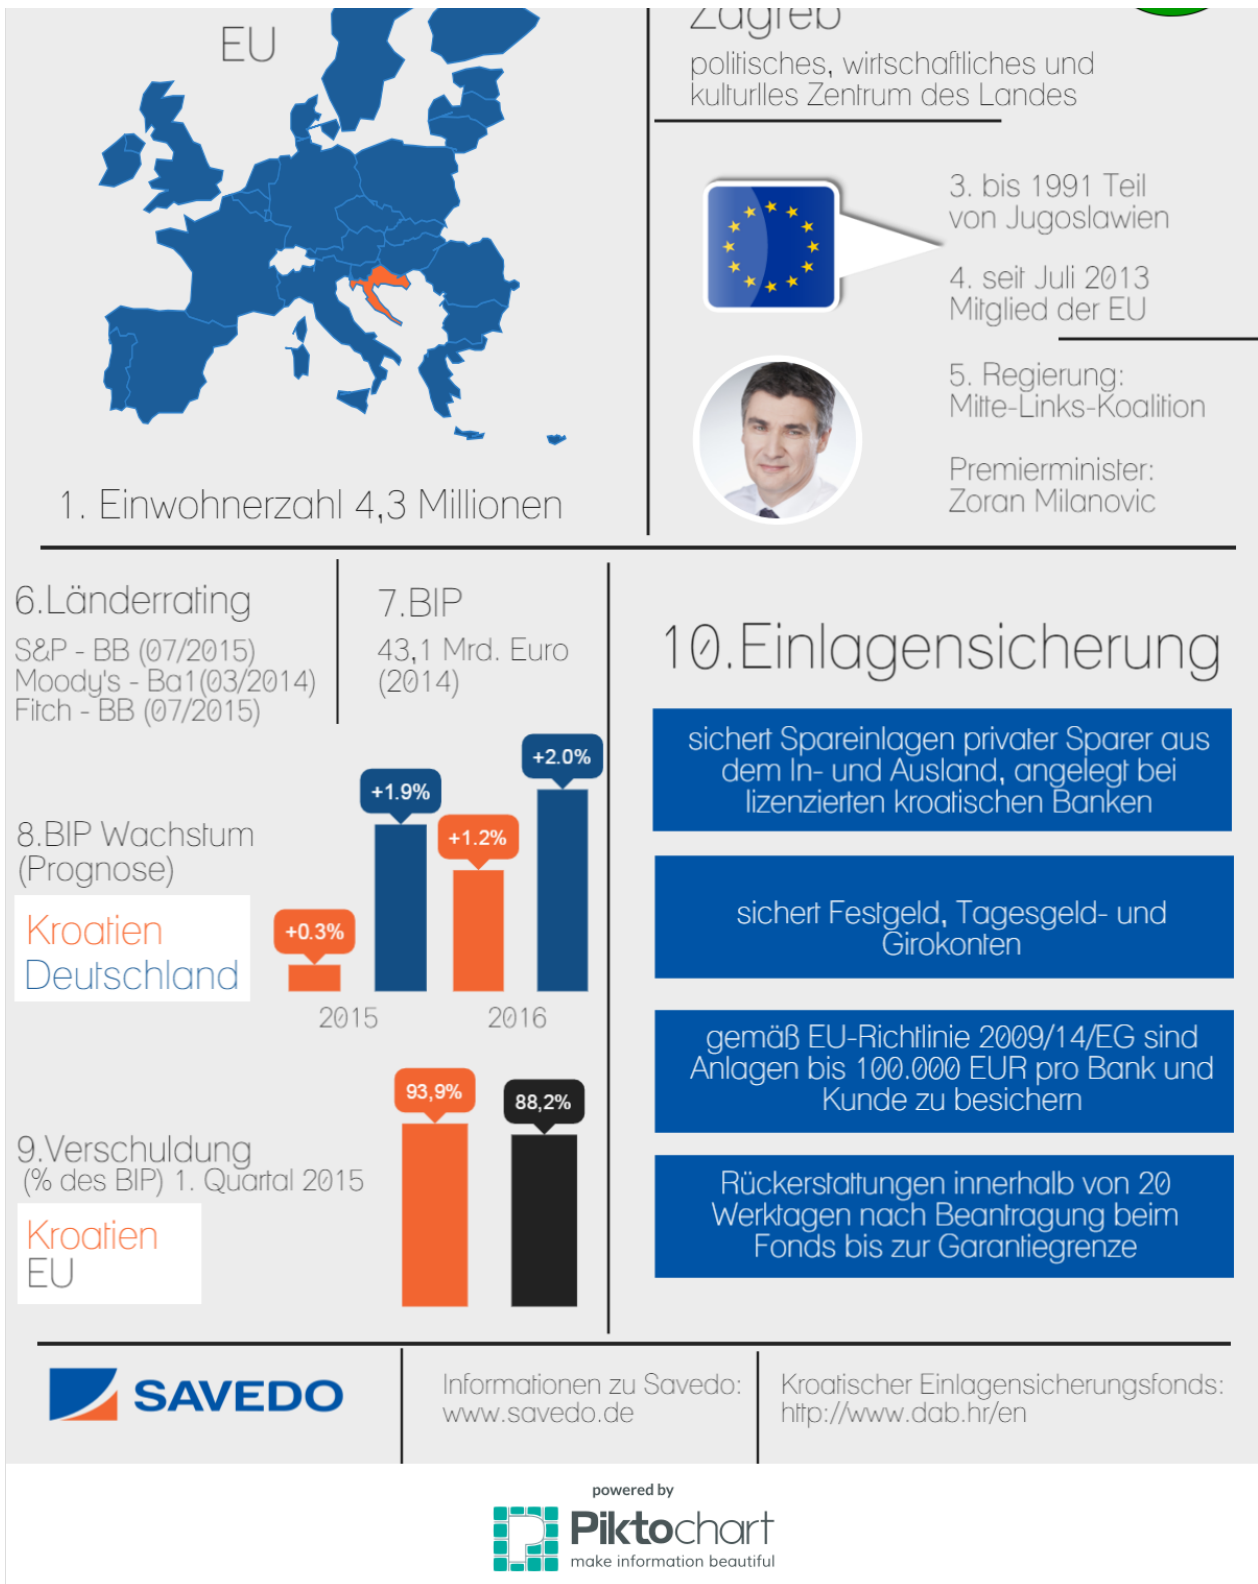 EU
Zagreb
politisches, wirtschaftliches und
kulturlles Zentrum des Landes
3. bis 1991 Teil
von Jugoslawien
4. seit Juli 2013
Mitglied der EU
5. Regierung:
Mitte-Links-Koalition
Premierminister:
Zoran Milanovic
1. Einwohnerzahl 4,3 Millionen
6.Länderrating
S&P - BB (07/2015)
Moody's - Ba1(03/2014)
Fitch - BB (07/2015)
7.BIP
43,1 Mrd. Euro
(2014)
8.BIP Wachstum
(Prognose)
Kroatien
Deutschland
+0.3%
+1.9%
+1.2%
+2.0%
2015
2016
9.Verschuldung
(% des BIP) 1. Quartal 2015
Kroatien
EU
93,9%
88,2%
10.Einlagensicherung
sichert Spareinlagen privater Sparer aus
dem In- und Ausland, angelegt bei
lizenzierten kroatischen Banken
sichert Festgeld, Tagesgeld- und
Girokonten
gemäß EU-Richtlinie 2009/14/EG sind
Anlagen bis 100.000 EUR pro Bank und
Kunde zu besichern
Rückerstattungen innerhalb von 20
Werktagen nach Beantragung beim
Fonds bis zur Garantiegrenze
SAVEDO
Informationen zu Savedo:
www.savedo.de
Kroatischer Einlagensicherungsfonds:
http://www.dab.hr/en
powered by
Piktochart
make information beautiful